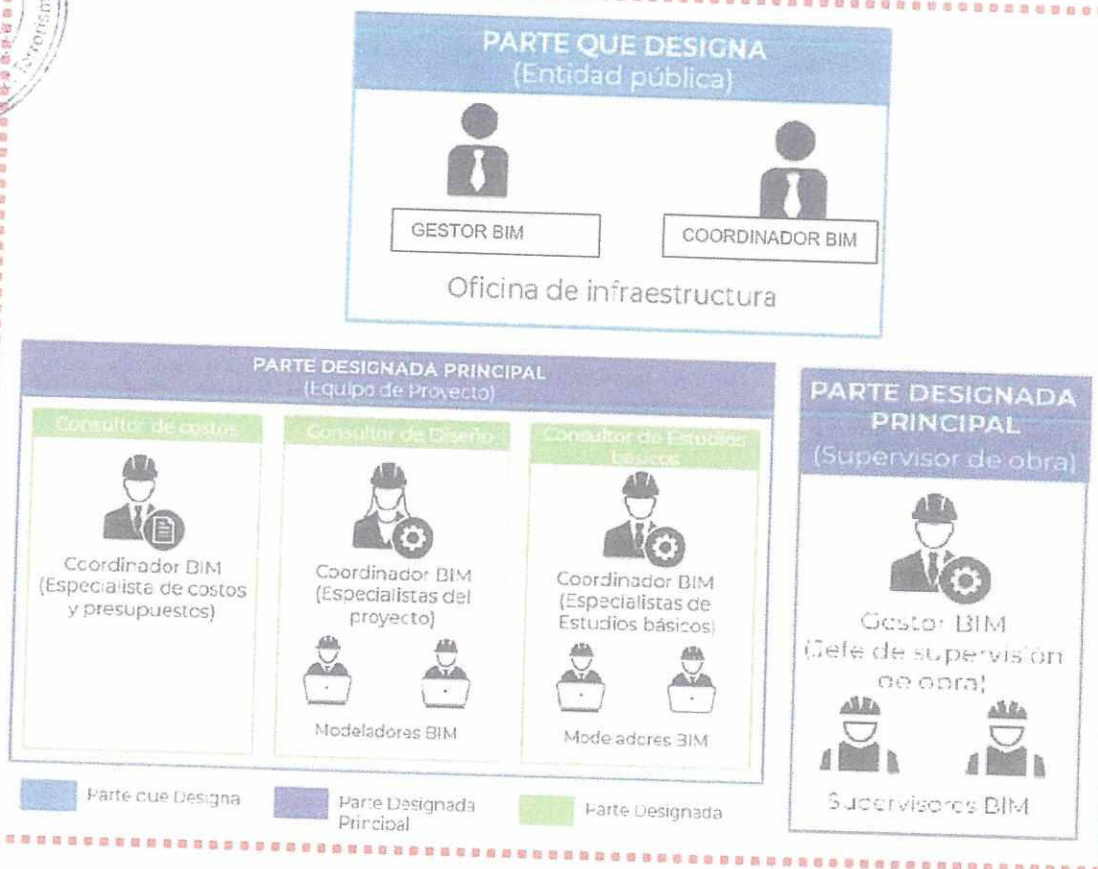 Terrorism
PARTE QUE DESIGNA
(Entidad pública)
GESTOR BIM
COORDINADOR BIM
Oficina de infraestructura
PARTE DESIGNADA PRINCIPAL
(Equipo de Proyecto)
Consultor de costos
Coordinador BIM
(Especialista de costos
y presupuestos)
Consultor de Diseño
Coordinador BIM
(Especialistas del
proyecto)
Modeladores BIM
Consultor de Estudios
básicos
Coordinador BIM
(Especialistas de
Estudios básicos)
Modeladores BIM
PARTE DESIGNADA
PRINCIPAL
(Supervisor de obra)
Gestor BIM
(Jefe de supervisión
de obra)
Supervisores BIM
Parte que Designa
Parte Designada
Principal
Parte Designada